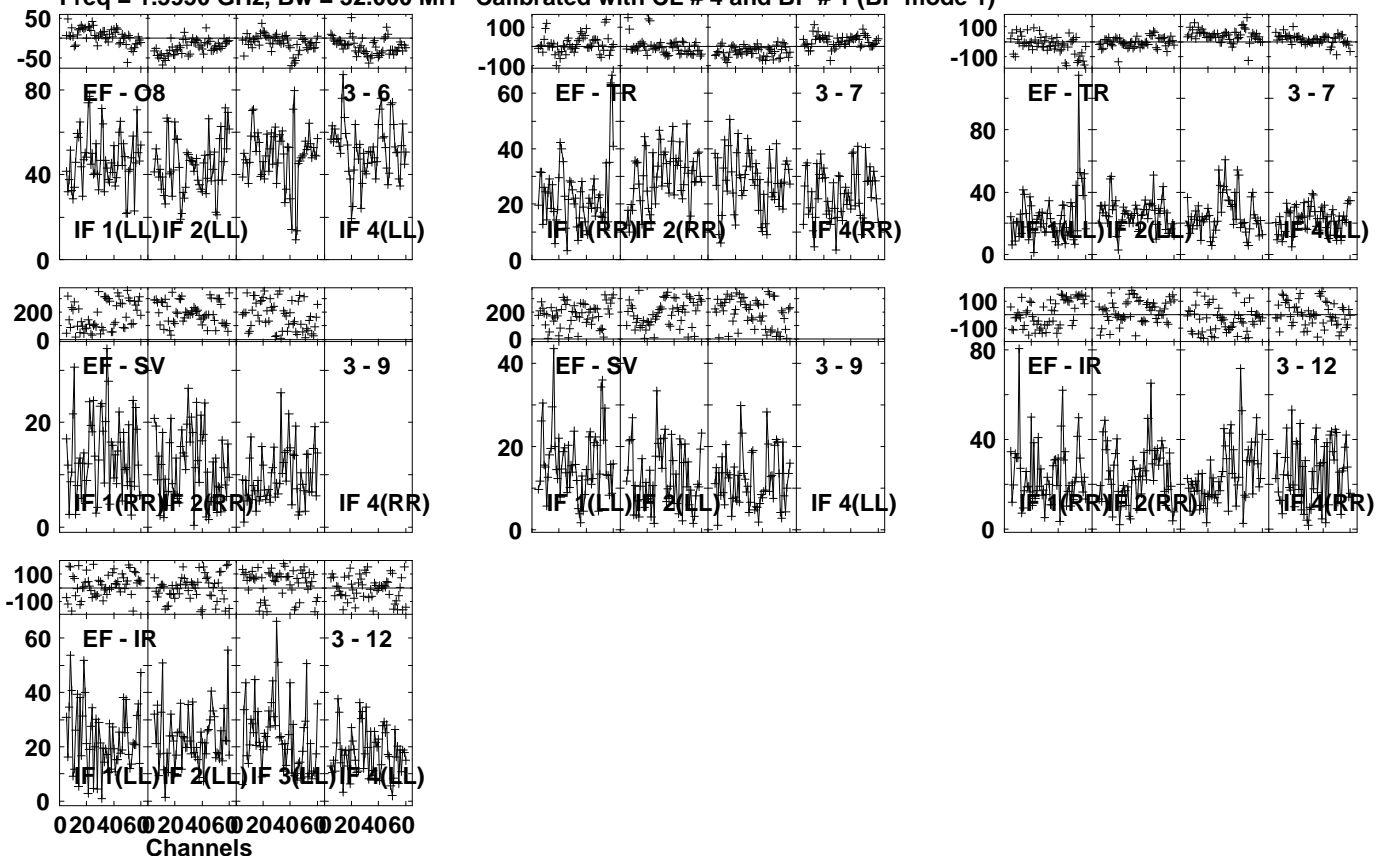 Calibrated with CL # 4 and BP # 1 (BP mode 1)
50
-50
80
40
0
EF - O8
3 - 6
IF 1(LL) IF 2(LL) IF 4(LL)
100
-100
60
40
20
0
EF - TR
3 - 7
IF 1(RR) IF 2(RR) IF 4(RR)
100
-100
80
40
0
EF - TR
3 - 7
IF 1(LL) IF 2(LL) IF 4(LL)
200
0
20
0
EF - SV
3 - 9
IF 1(RR) IF 2(RR) IF 4(RR)
200
0
40
20
0
EF - SV
3 - 9
IF 1(LL) IF 2(LL) IF 4(LL)
100
-100
80
40
0
EF - IR
3 - 12
IF 1(RR) IF 2(RR) IF 4(RR)
100
-100
60
40
20
0
EF - IR
3 - 12
IF 1(LL) IF 2(LL) IF 3(LL) IF 4(LL)
0 20 40 60 0 20 40 60 0 20 40 60 0 20 40 60
Channels